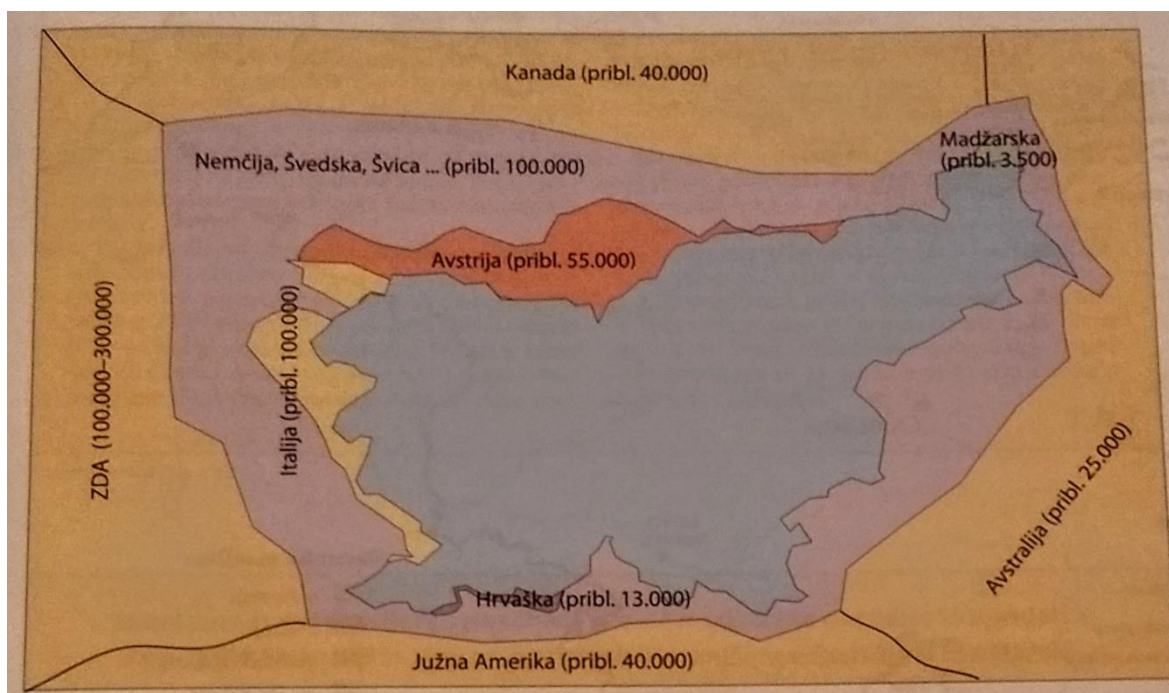 Kanada (pribl. 40.000)
Nemčija, Švedska, Švica ... (pribl. 100.000)
Madžarska
(pribl. 3.500)
Avstrija (pribl. 55.000)
Italija (pribl. 100.000)
ZDA (100.000–300.000)
Avstralija (pribl. 25.000)
Hrvaška (pribl. 13.000)
Južna Amerika (pribl. 40.000)